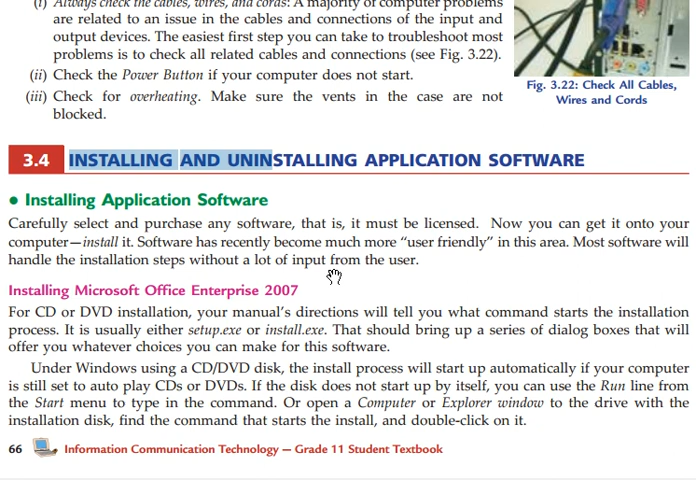 (i) Always check the cables, wires, and cords: A majority of computer problems
are related to an issue in the cables and connections of the input and
output devices. The easiest first step you can take to troubleshoot most
problems is to check all related cables and connections (see Fig. 3.22).
(ii) Check the Power Button if your computer does not start.
(iii) Check for overheating. Make sure the vents in the case are not
blocked.
Fig. 3.22: Check All Cables,
Wires and Cords
3.4 INSTALLING AND UNINSTALLING APPLICATION SOFTWARE
• Installing Application Software
Carefully select and purchase any software, that is, it must be licensed. Now you can get it onto your
computer—install it. Software has recently become much more “user friendly” in this area. Most software will
handle the installation steps without a lot of input from the user.
Installing Microsoft Office Enterprise 2007
For CD or DVD installation, your manual’s directions will tell you what command starts the installation
process. It is usually either setup.exe or install.exe. That should bring up a series of dialog boxes that will
offer you whatever choices you can make for this software.
Under Windows using a CD/DVD disk, the install process will start up automatically if your computer
is still set to auto play CDs or DVDs. If the disk does not start up by itself, you can use the Run line from
the Start menu to type in the command. Or open a Computer or Explorer window to the drive with the
installation disk, find the command that starts the install, and double-click on it.
66 Information Communication Technology — Grade 11 Student Textbook